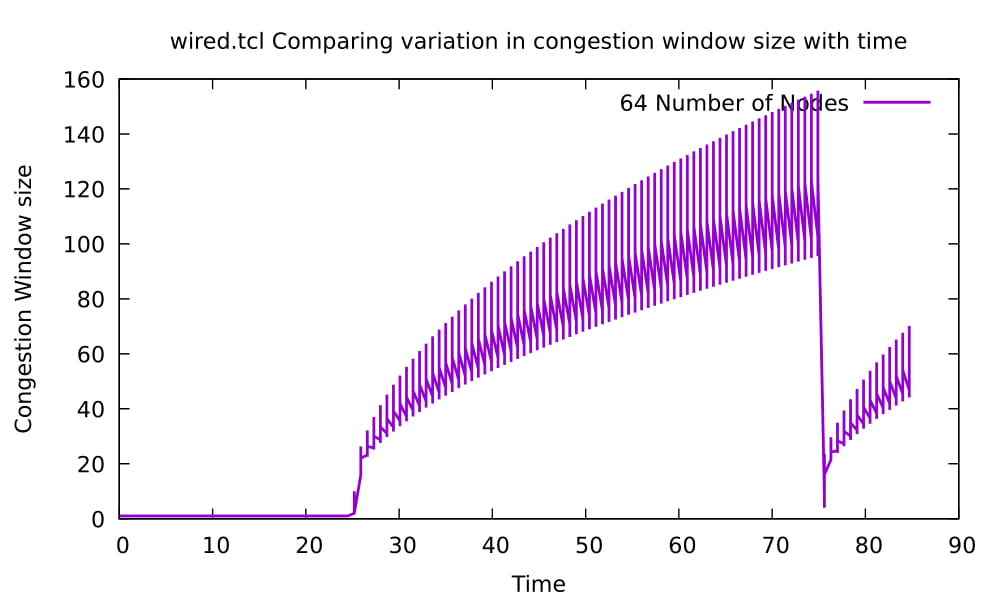 wired.tcl Comparing variation in congestion window size with time
160
140
120
100
80
60
40
20
0
0 10 20 30 40 50 60 70 80 90
Congestion Window size
Time
64 Number of Nodes